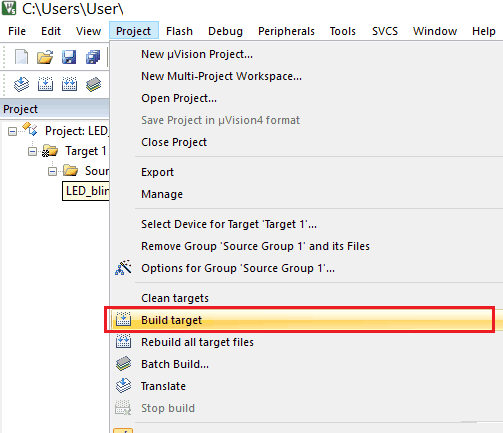 C:\Users\User\
File Edit View Project Flash Debug Peripherals Tools SVCS Window Help
Project
Project: LED_
Target 1
Sour
LED_blin
New µVision Project...
New Multi-Project Workspace...
Open Project...
Save Project in µVision4 format
Close Project
Export
Manage
Select Device for Target 'Target 1'...
Remove Group 'Source Group 1' and its Files
Options for Group 'Source Group 1'...
Clean targets
Build target
Rebuild all target files
Batch Build...
Translate
Stop build